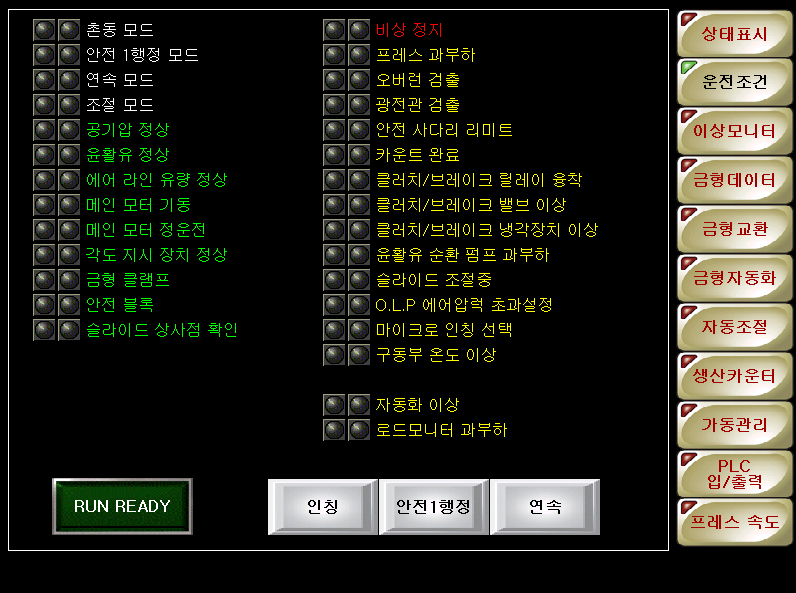 촌동 모드
안전 1행정 모드
연속 모드
조절 모드
공기압 정상
윤활유 정상
에어 라인 유량 정상
메인 모터 기동
메인 모터 정운전
각도 지시 장치 정상
금형 클램프
안전 블록
슬라이드 상사점 확인
비상 정지
프레스 과부하
오버런 검출
광전관 검출
안전 사다리 리미트
카운트 완료
클러치/브레이크 릴레이 융착
클러치/브레이크 밸브 이상
클러치/브레이크 냉각장치 이상
윤활유 순환 펌프 과부하
슬라이드 조절중
O.L.P 에어압력 초과설정
마이크로 인칭 선택
구동부 온도 이상
자동화 이상
로드모니터 과부하
RUN READY
인칭
안전1행정
연속
상태표시
운전조건
이상모니터
금형데이터
금형교환
금형자동화
자동조절
생산카운터
가동관리
PLC
입/출력
프레스 속도